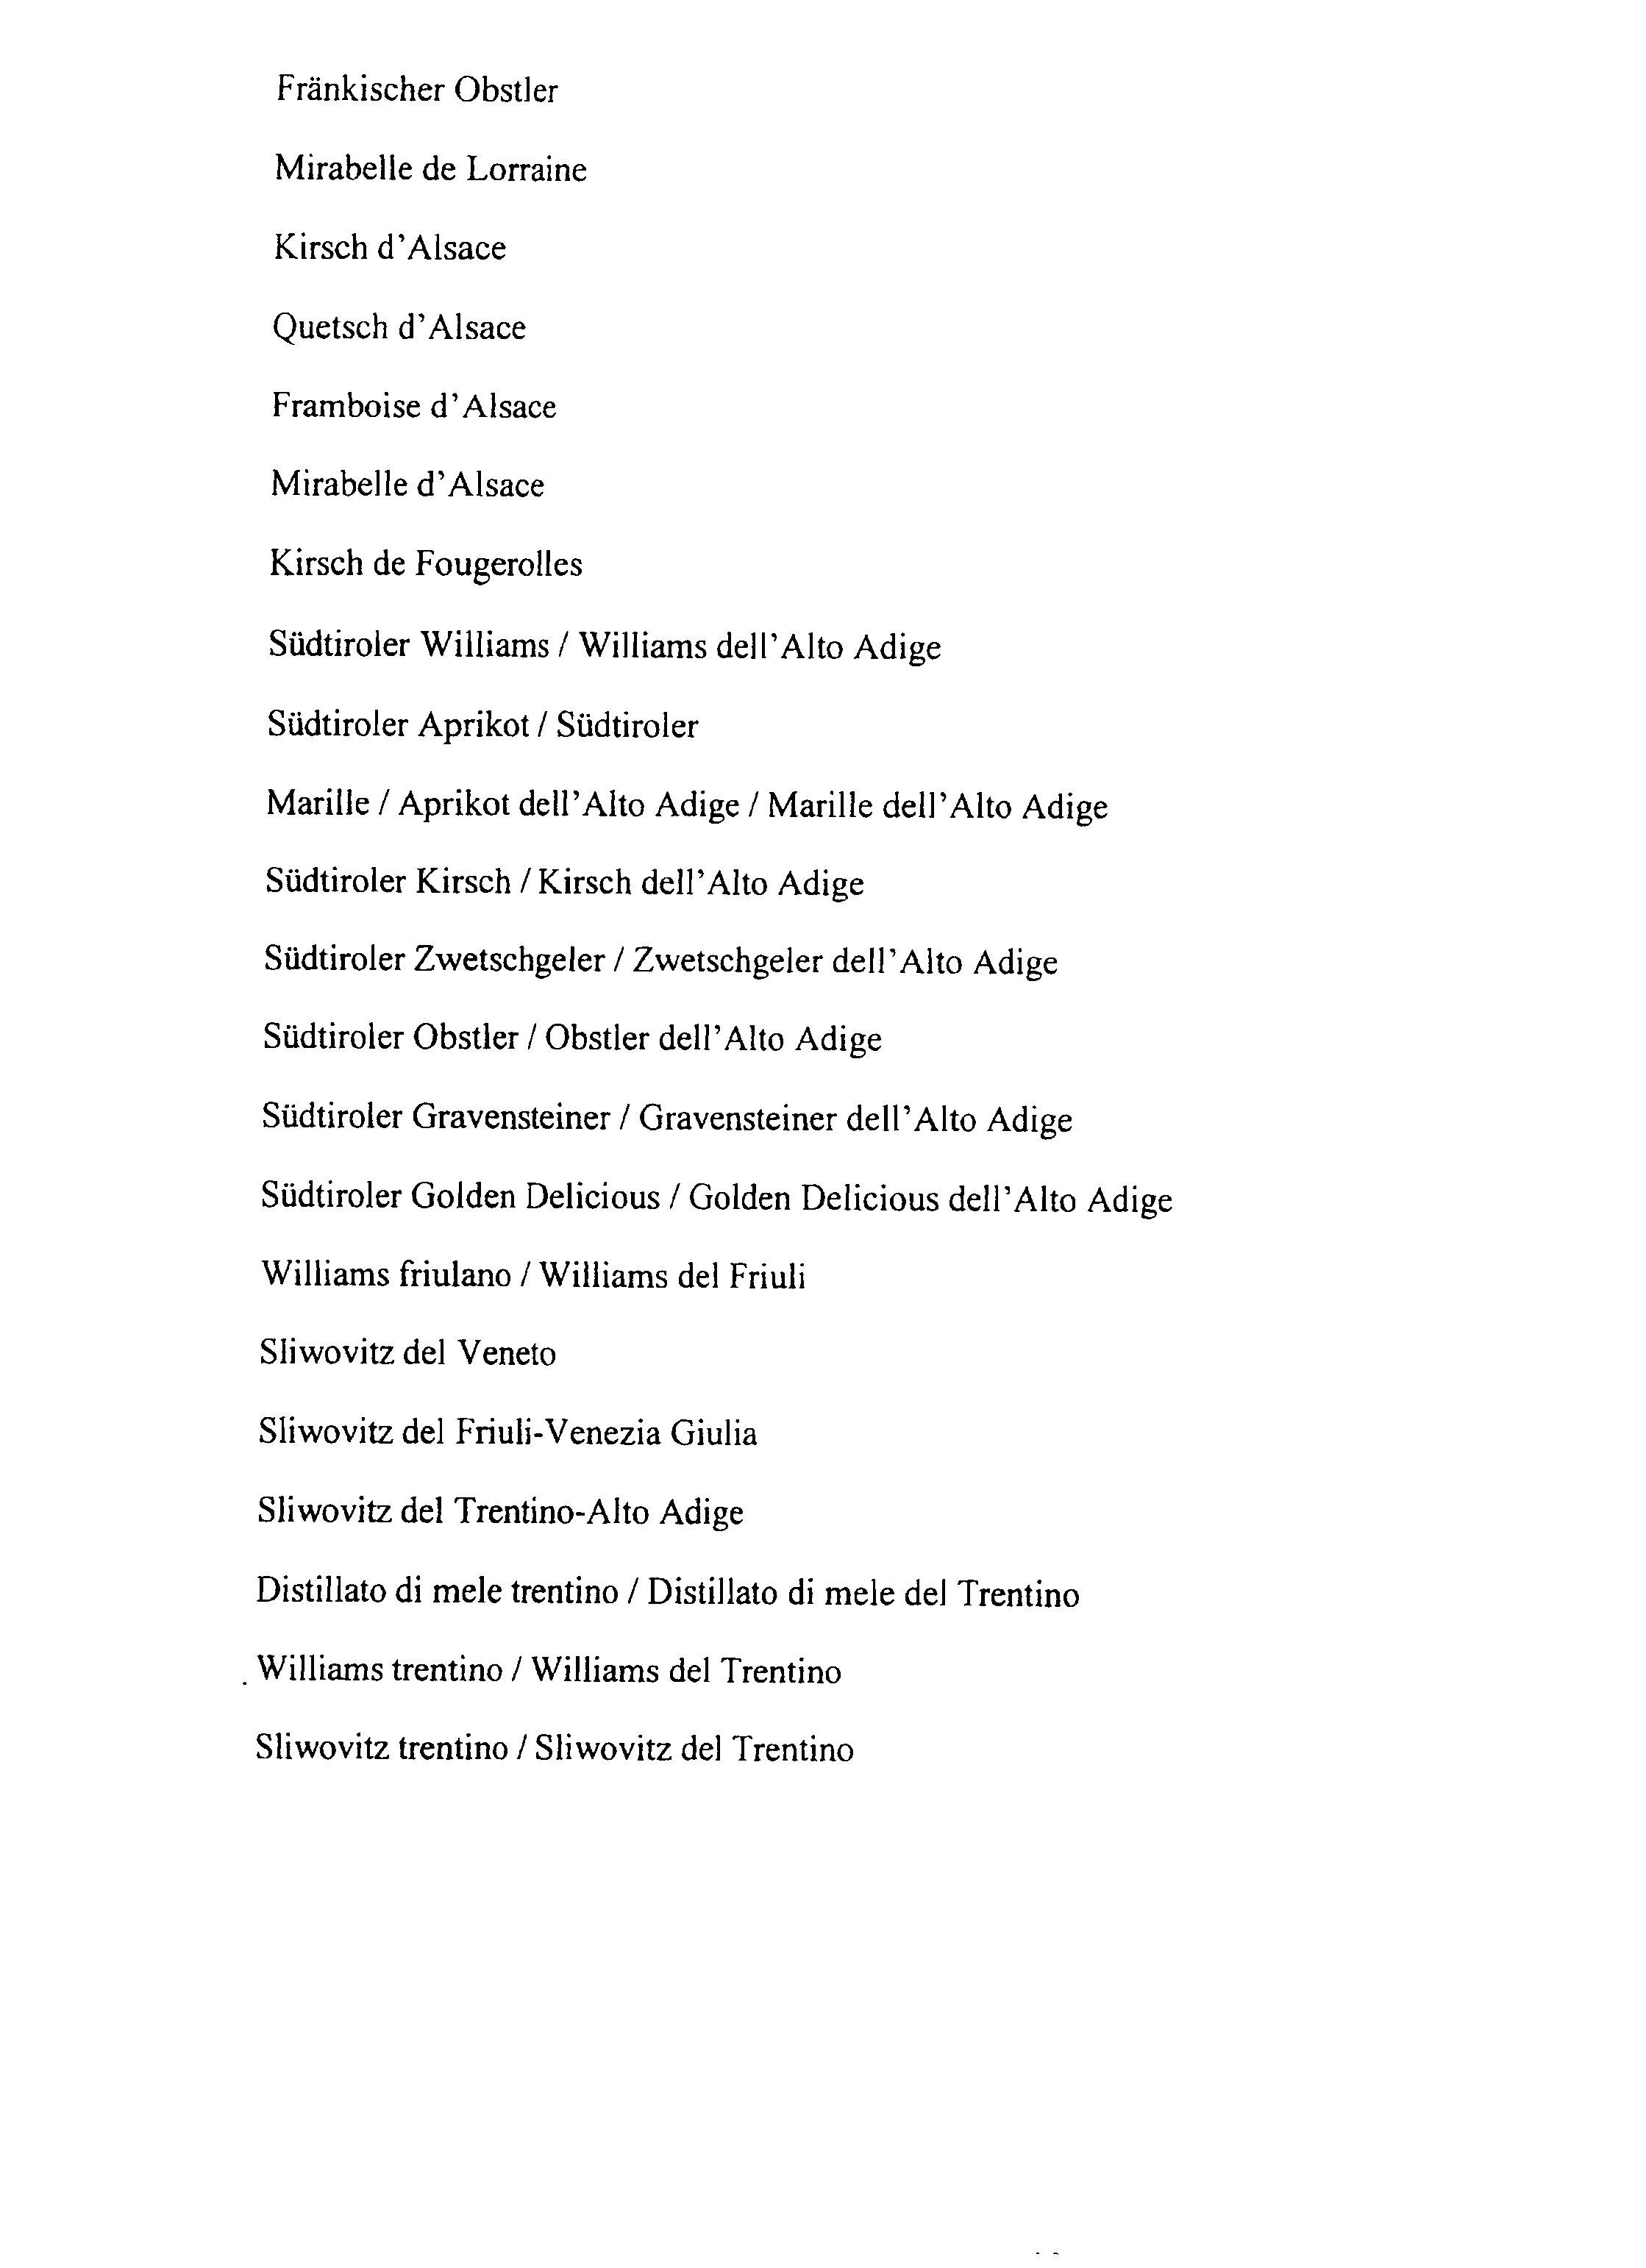 Fränkischer Obstler
Mirabelle de Lorraine
Kirsch d'Alsace
Quetsch d'Alsace
Framboise d'Alsace
Mirabelle d'Alsace
Kirsch de Fougerolles
Südtiroler Williams / Williams dell'Alto Adige
Südtiroler Aprikot / Südtiroler
Marille / Aprikot dell'Alto Adige / Marille dell'Alto Adige
Südtiroler Kirsch / Kirsch dell'Alto Adige
Südtiroler Zwetschgeler / Zwetschgeler dell'Alto Adige
Südtiroler Obstler / Obstler dell'Alto Adige
Südtiroler Gravensteiner / Gravensteiner dell'Alto Adige
Südtiroler Golden Delicious / Golden Delicious dell'Alto Adige
Williams friulano / Williams del Friuli
Sliwovitz del Veneto
Sliwovitz del Friuli-Venezia Giulia
Sliwovitz del Trentino-Alto Adige
Distillato di mele trentino / Distillato di mele del Trentino
Williams trentino / Williams del Trentino
Sliwovitz trentino / Sliwovitz del Trentino